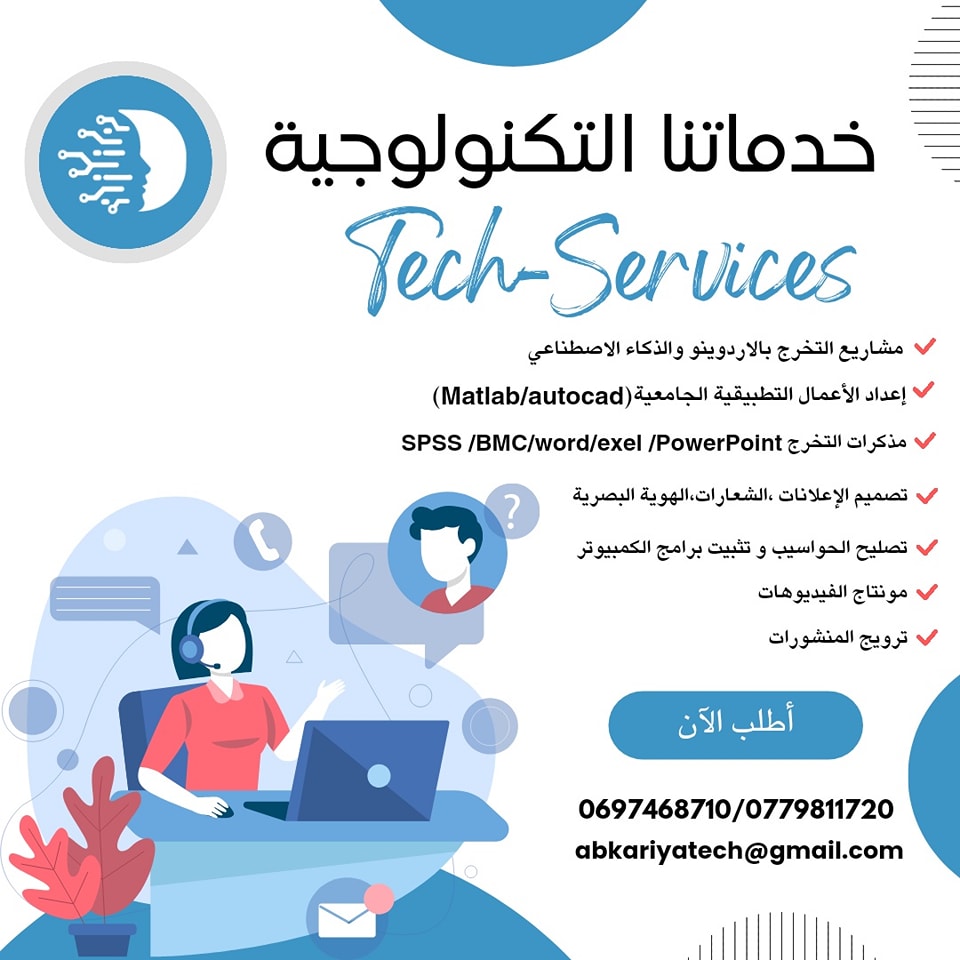 خدماتنا التكنولوجية
Tech-Services
مشاريع التخرج بالاردوينو والذكاء الاصطناعي
إعداد الأعمال التطبيقية الجامعية(Matlab/autocad)
مذكرات التخرج SPSS /BMC/word/exel /PowerPoint
تصميم الإعلانات ،الشعارات،الهوية البصرية
تصليح الحواسيب و تثبيت برامج الكمبيوتر
مونتاج الفيديوهات
ترويج المنشورات
أطلب الآن
0697468710/0779811720
abkariyatech@gmail.com
?